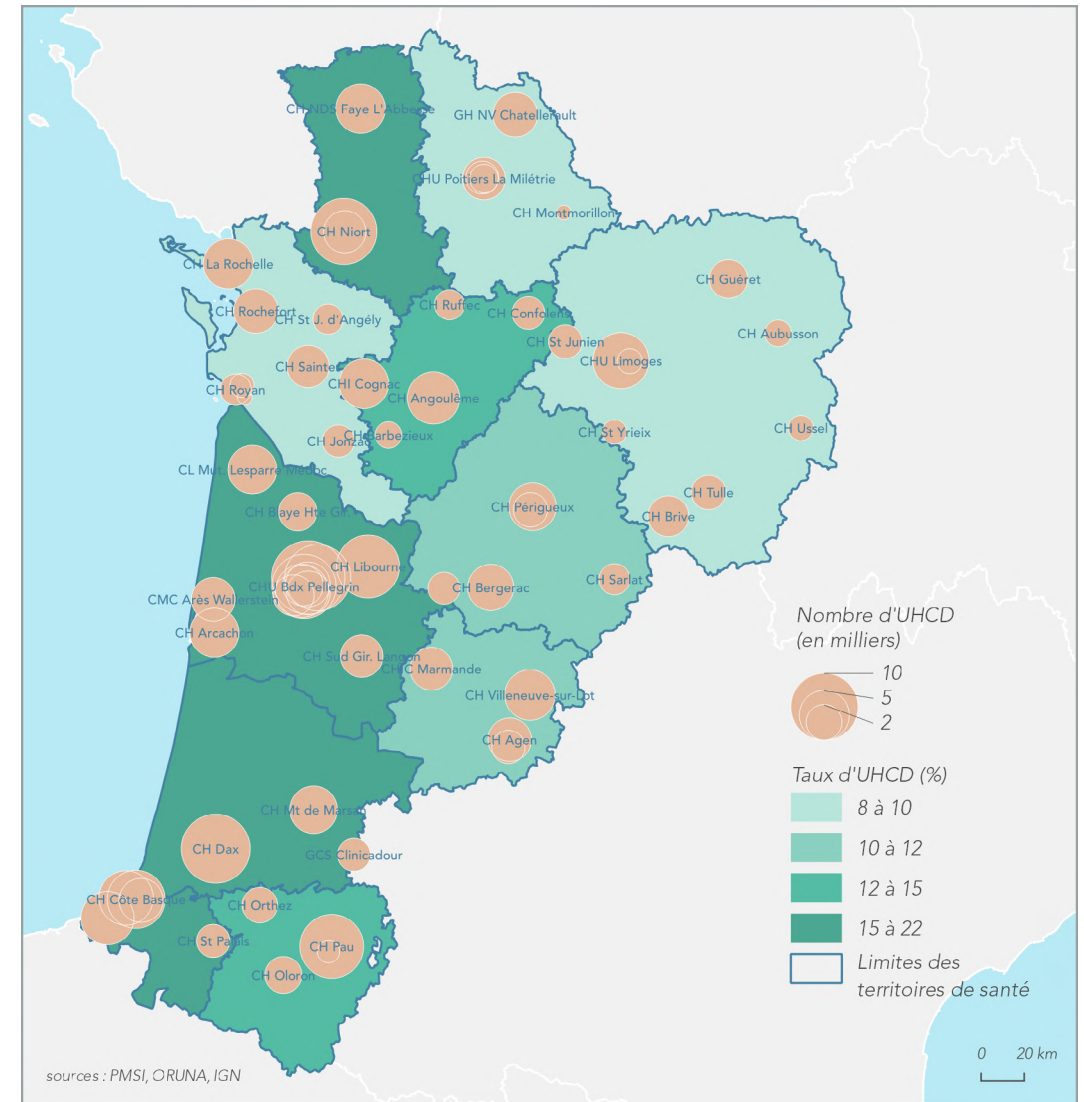 CH NDS Faye L'Abbesse
GH NV Chatellerault
CHU Poitiers La Milétrie
CH Montmorillon
CH Niort
CH La Rochelle
CH Guéret
CH Ruffec
CH Rochefort
CH Confolens
CH St J. d'Angély
CH Aubusson
CH St Junien
CHU Limoges
CH Saintes
CHI Cognac
CH Royan
CH Angoulême
CH Ussel
CH St Yrieix
CH Barbezieux
CH Jonzac
CL Mut. Lesparre Médoc
CH Tulle
CH Périgueux
CH Blaye Hte Gir.
CH Brive
CH Libourne
CH Sarlat
CHU Bdx Pellegrin
CH Bergerac
CMC Arès Wallerstein
CH Arcachon
CH Sud Gir. Langon
CHIC Marmande
CH Villeneuve-sur-Lot
CH Agen
CH Mt de Marsan
CH Dax
GCS Clinicadour
CH Côte Basque
CH Orthez
CH St Palais
CH Pau
CH Oloron
Nombre d'UHCD
(en milliers)
10
5
2
Taux d'UHCD (%)
8 à 10
10 à 12
12 à 15
15 à 22
Limites des
territoires de santé
0 20 km
sources : PMSI, ORUNA, IGN